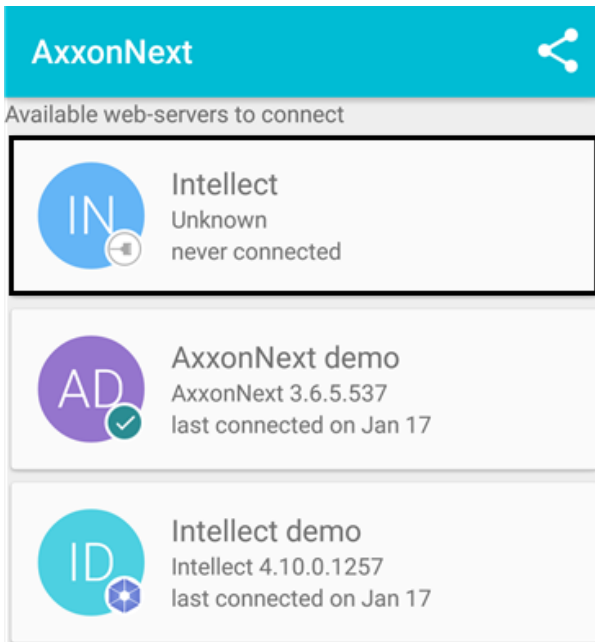 AxxonNext
Available web-servers to connect
IN
Intellect
Unknown
never connected
AD
AxxonNext demo
AxxonNext 3.6.5.537
last connected on Jan 17
ID
Intellect demo
Intellect 4.10.0.1257
last connected on Jan 17